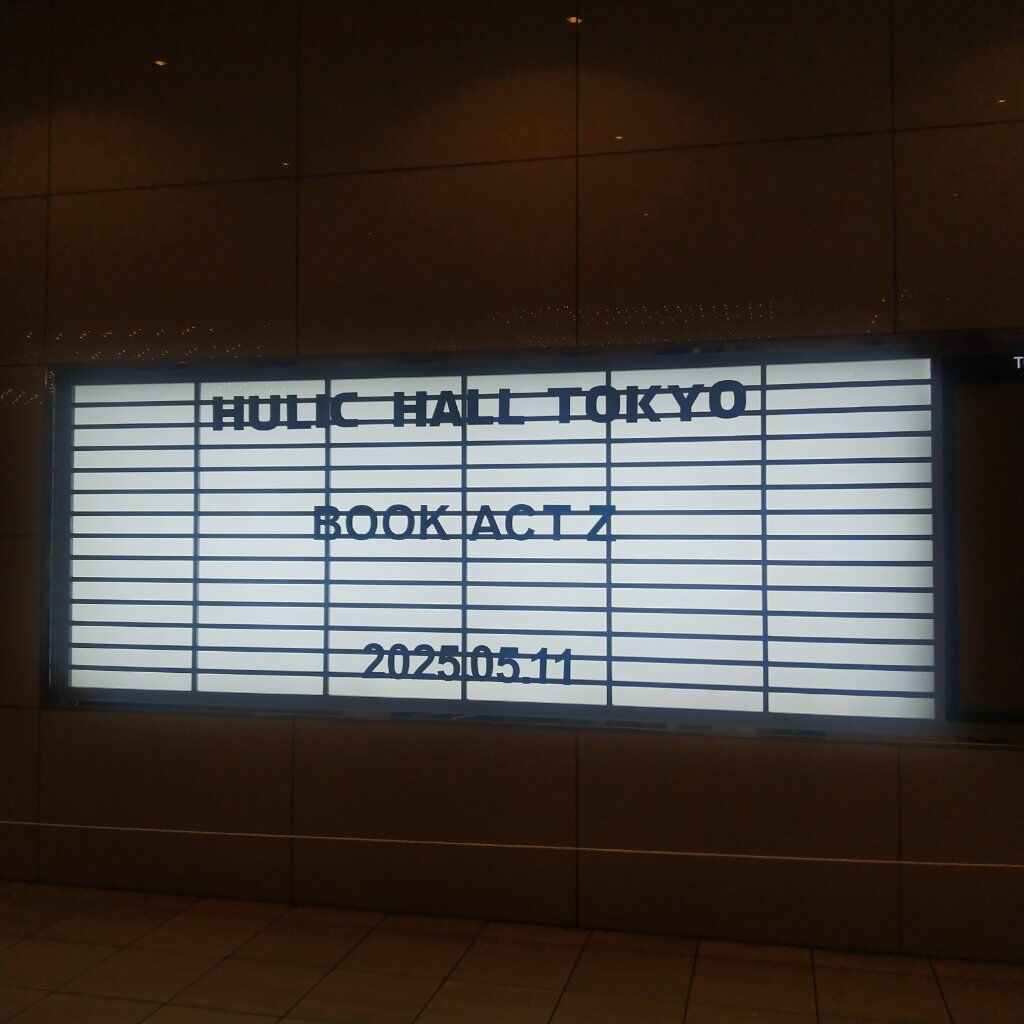 HULIC HALL TOKYO
BOOK ACT Z
2025.05.11